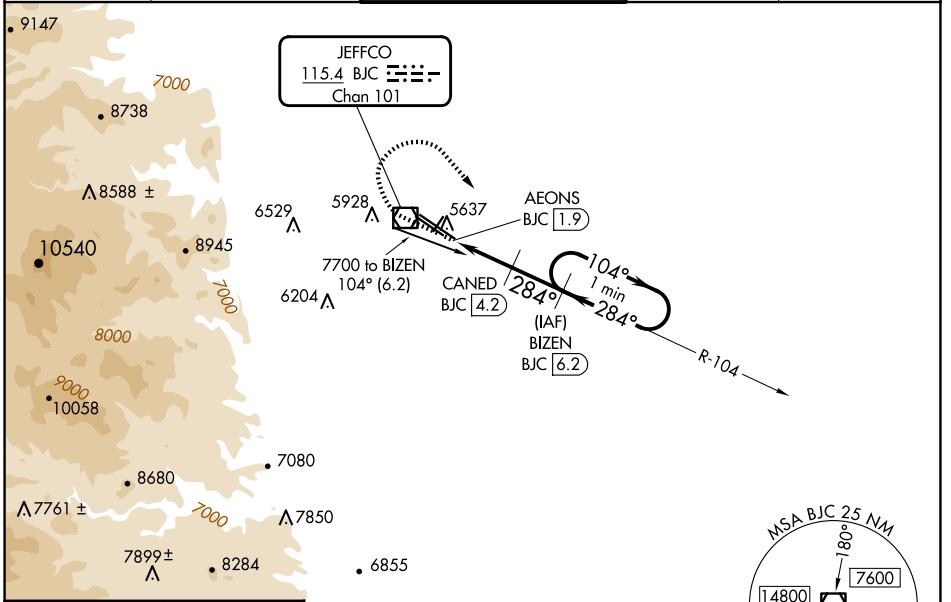 9147
7000
8738
JEFFCO
115.4 BJC
Chan 101
8588 ±
6529
5928
5637
AEONS
BJC 1.9
10540
8945
7700 to BIZEN
104° (6.2)
CANED
BJC 4.2
284°
104°
1 min
284°
7000
6204
(IAF)
BIZEN
BJC 6.2
8000
R-104
9000
10058
7080
8680
7761 ±
7000
7850
7899 ±
8284
6855
MSA BJC 25 NM
180°
7600
14800